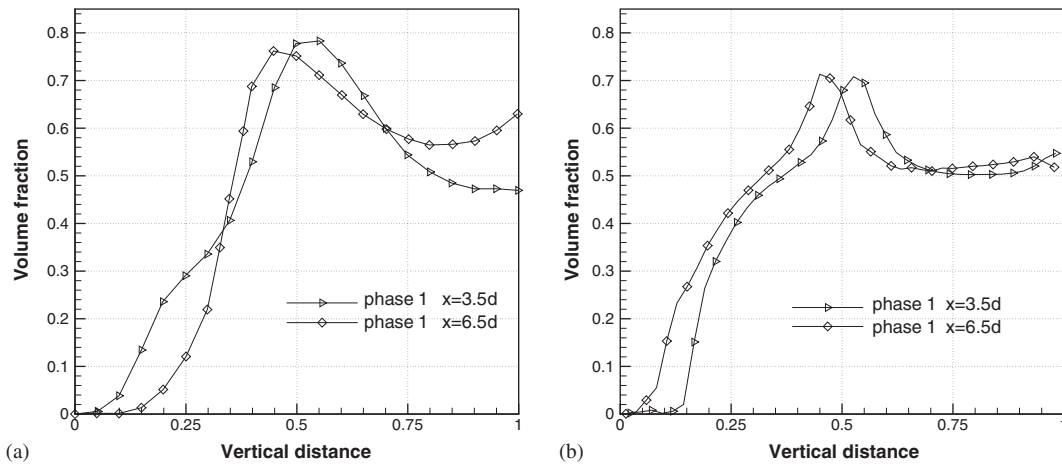 0.8
0.7
0.6
0.5
0.4
0.3
0.2
0.1
0
Volume fraction
phase 1 x=3.5d
phase 1 x=6.5d
0 0.25 0.5 0.75 1
Vertical distance
(a)
0.8
0.7
0.6
0.5
0.4
0.3
0.2
0.1
0
Volume fraction
phase 1 x=3.5d
phase 1 x=6.5d
0 0.25 0.5 0.75 1
Vertical distance
(b)